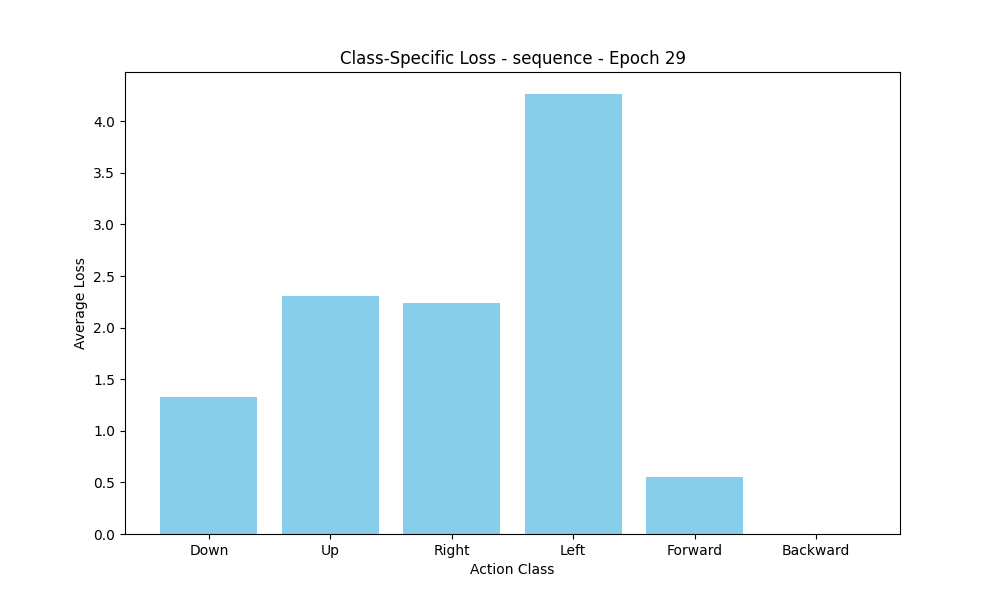 Class-Specific Loss - sequence - Epoch 29
Average Loss
4.0
3.5
3.0
2.5
2.0
1.5
1.0
0.5
0.0
Down Up Right Left Forward Backward
Action Class